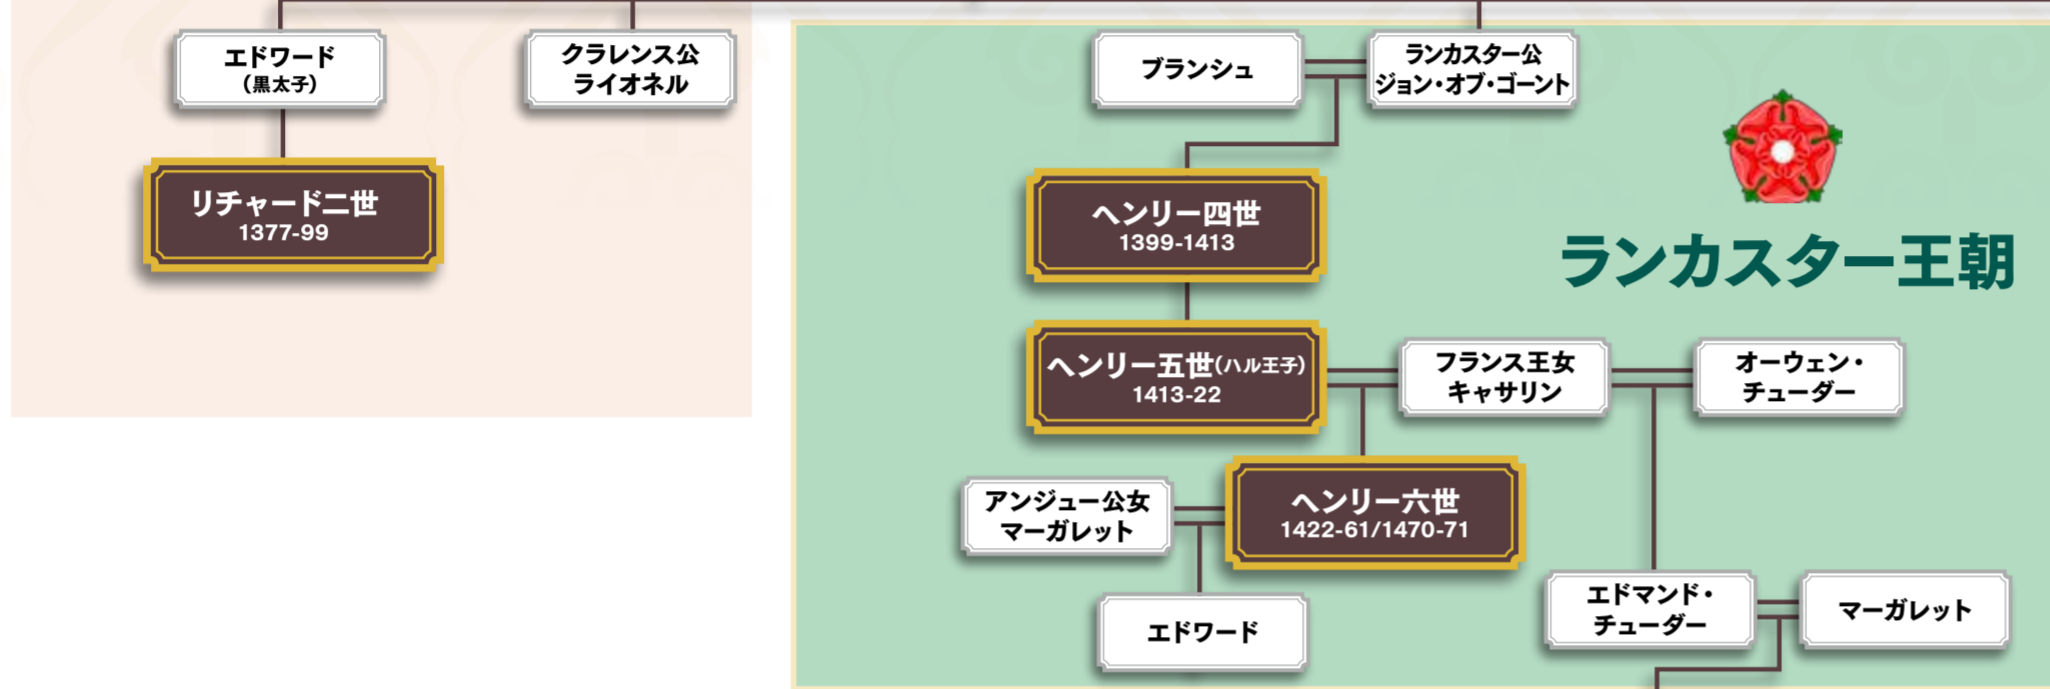 エドワード
（黒太子）
クラレンス公
ライオネル
ブランシュ
ランカスター公
ジョン・オブ・ゴーント
リチャード二世
1377-99
ヘンリー四世
1399-1413
ランカスター王朝
ヘンリー五世（ハル王子）
1413-22
フランス王女
キャサリン
オーウェン・
チューダー
アンジュー公女
マーガレット
ヘンリー六世
1422-61/1470-71
エドワード
エドマンド・
チューダー
マーガレット